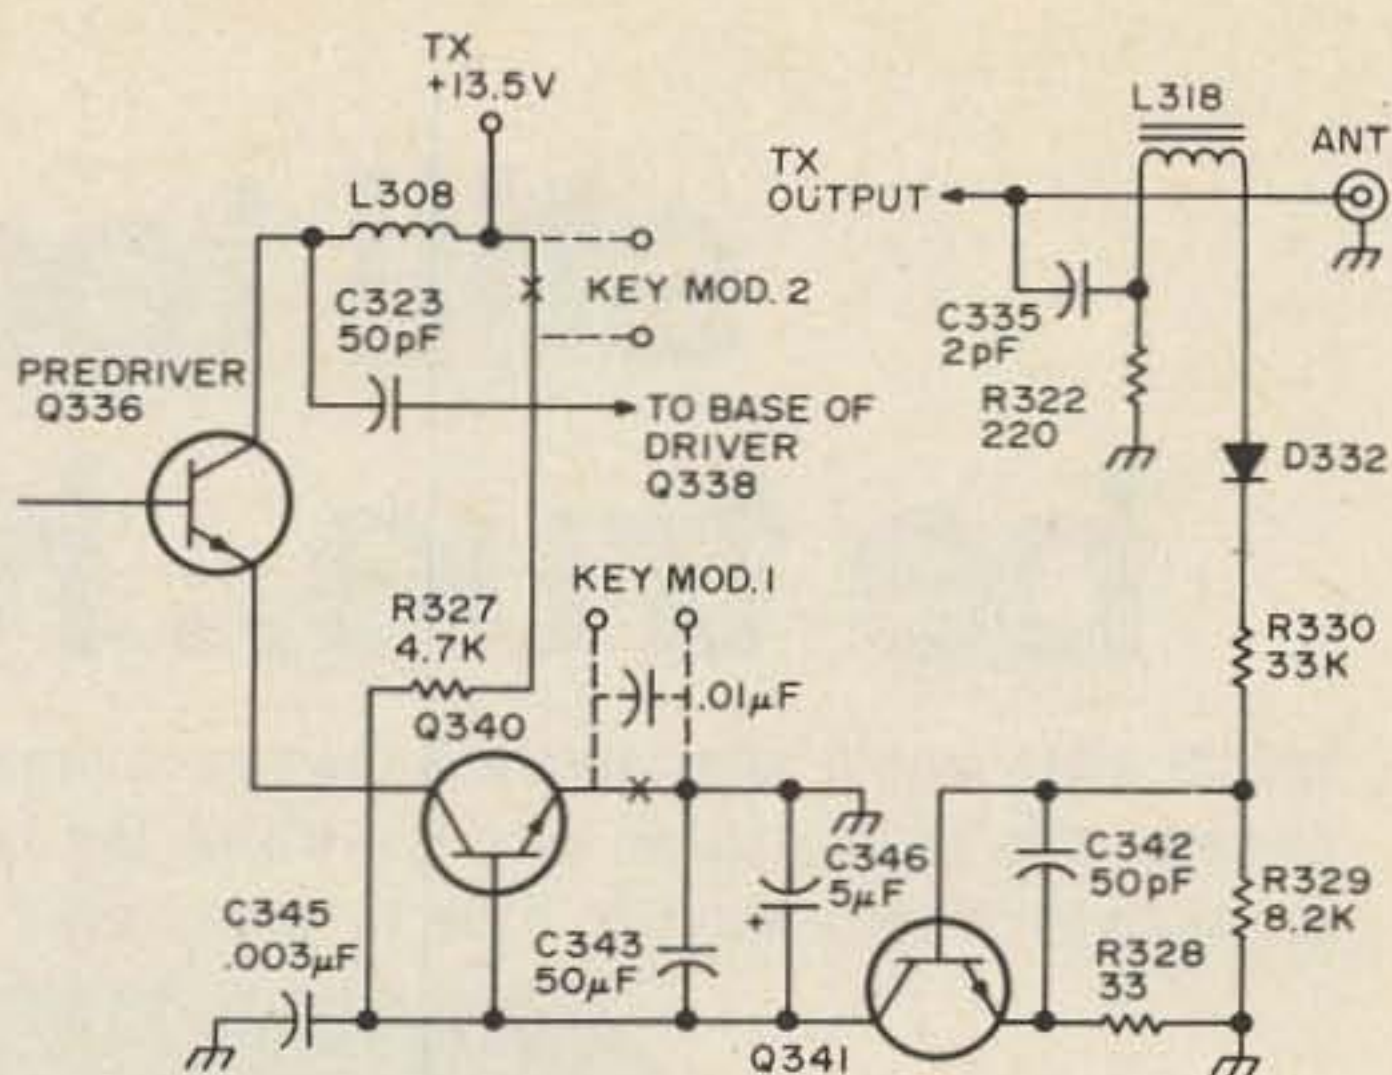 TX
+13.5V
L318
ANT
TX
OUTPUT
L308
KEY MOD. 2
C323
50pF
C335
2pF
PREDRIVER
Q336
TO BASE OF
DRIVER
Q338
R322
220
D332
KEY MOD. 1
R327
4.7K
.01µF
R330
33K
Q340
C346
5µF
+
C342
50pF
R329
8.2K
C345
.003µF
C343
50µF
R328
33
Q341